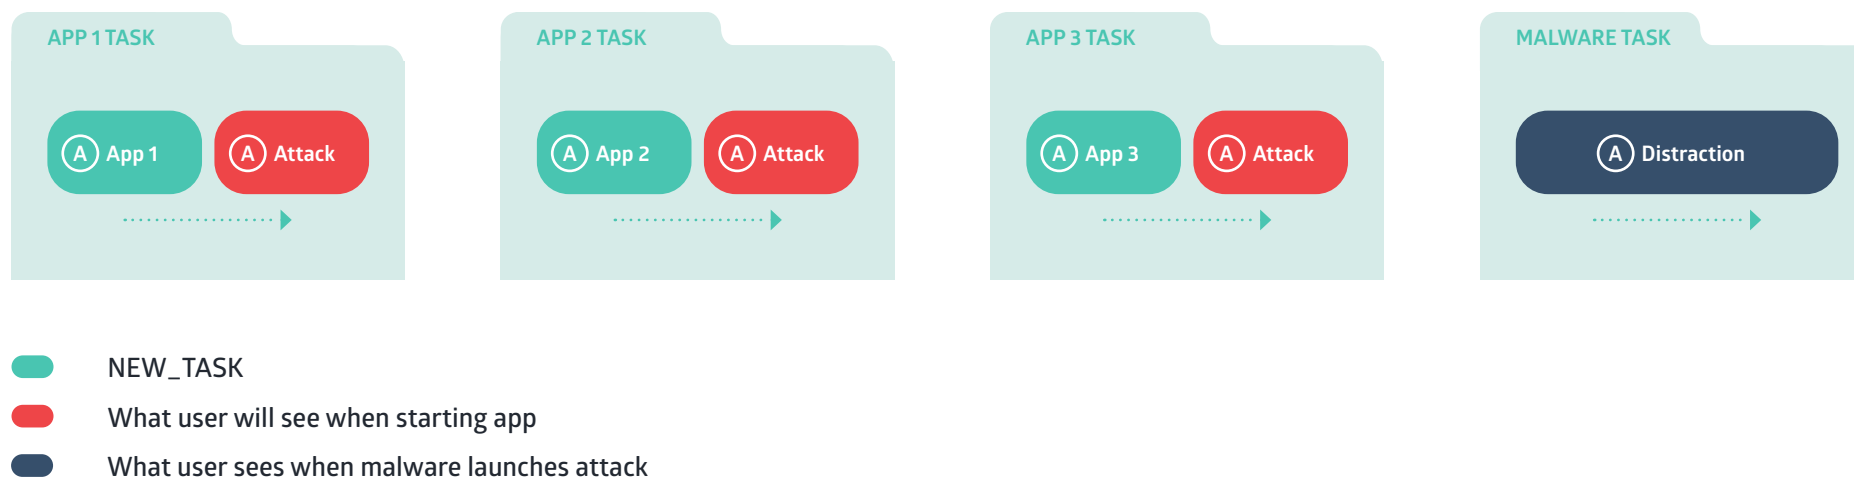 APP 1 TASK
APP 2 TASK
APP 3 TASK
MALWARE TASK
A App 1
A Attack
A App 2
A Attack
A App 3
A Attack
A Distraction
NEW_TASK
What user will see when starting app
What user sees when malware launches attack